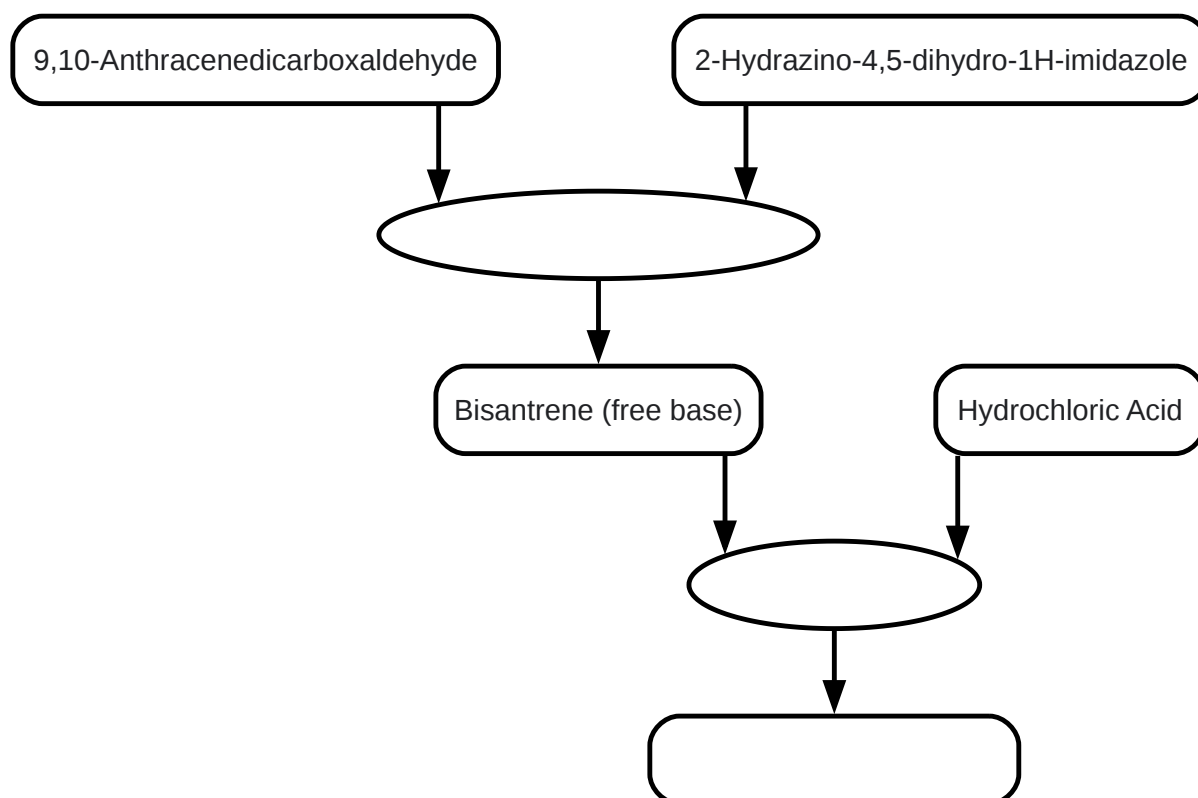 9,10-Anthracenedicarboxaldehyde
2-Hydrazino-4,5-dihydro-1H-imidazole
Bisantrene (free base)
Hydrochloric Acid